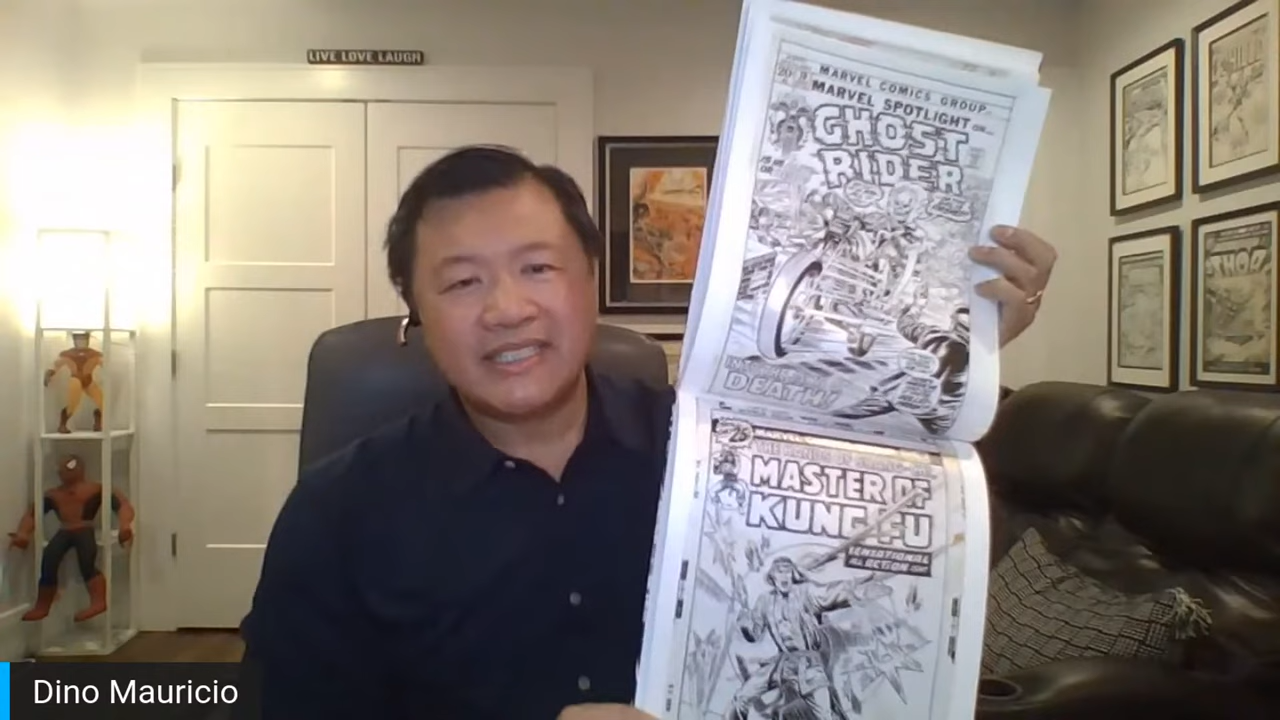 LIVE LOVE LAUGH
MARVEL COMICS GROUP
MARVEL SPOTLIGHT ON
GHOST
RIDER
DEATH!
MASTER OF
KUNG FU
SENSATIONAL
ALL ACTION
THOR
Dino Mauricio